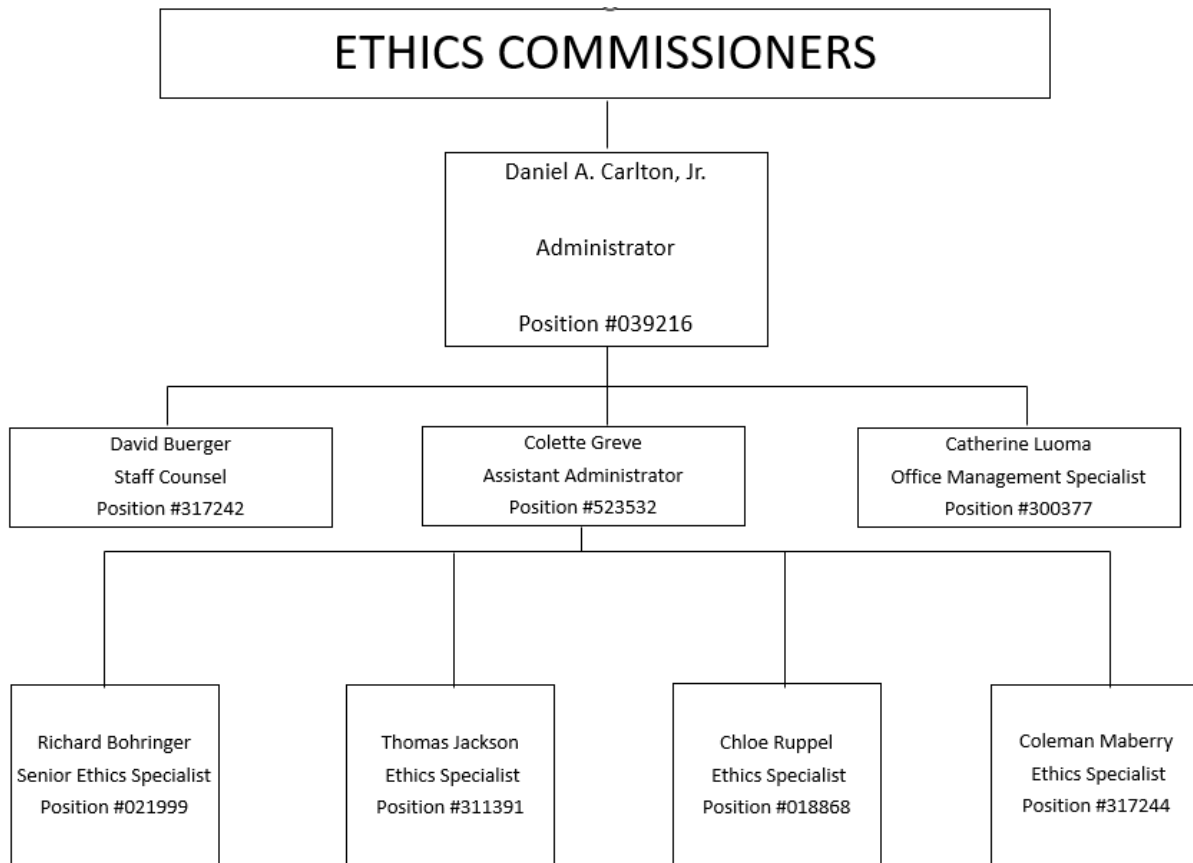 ETHICS COMMISSIONERS
Daniel A. Carlton, Jr.
Administrator
Position #039216
David Buerger
Staff Counsel
Position #317242
Colette Greve
Assistant Administrator
Position #523532
Catherine Luoma
Office Management Specialist
Position #300377
Richard Bohringer
Senior Ethics Specialist
Position #021999
Thomas Jackson
Ethics Specialist
Position #311391
Chloe Ruppel
Ethics Specialist
Position #018868
Coleman Maberry
Ethics Specialist
Position #317244